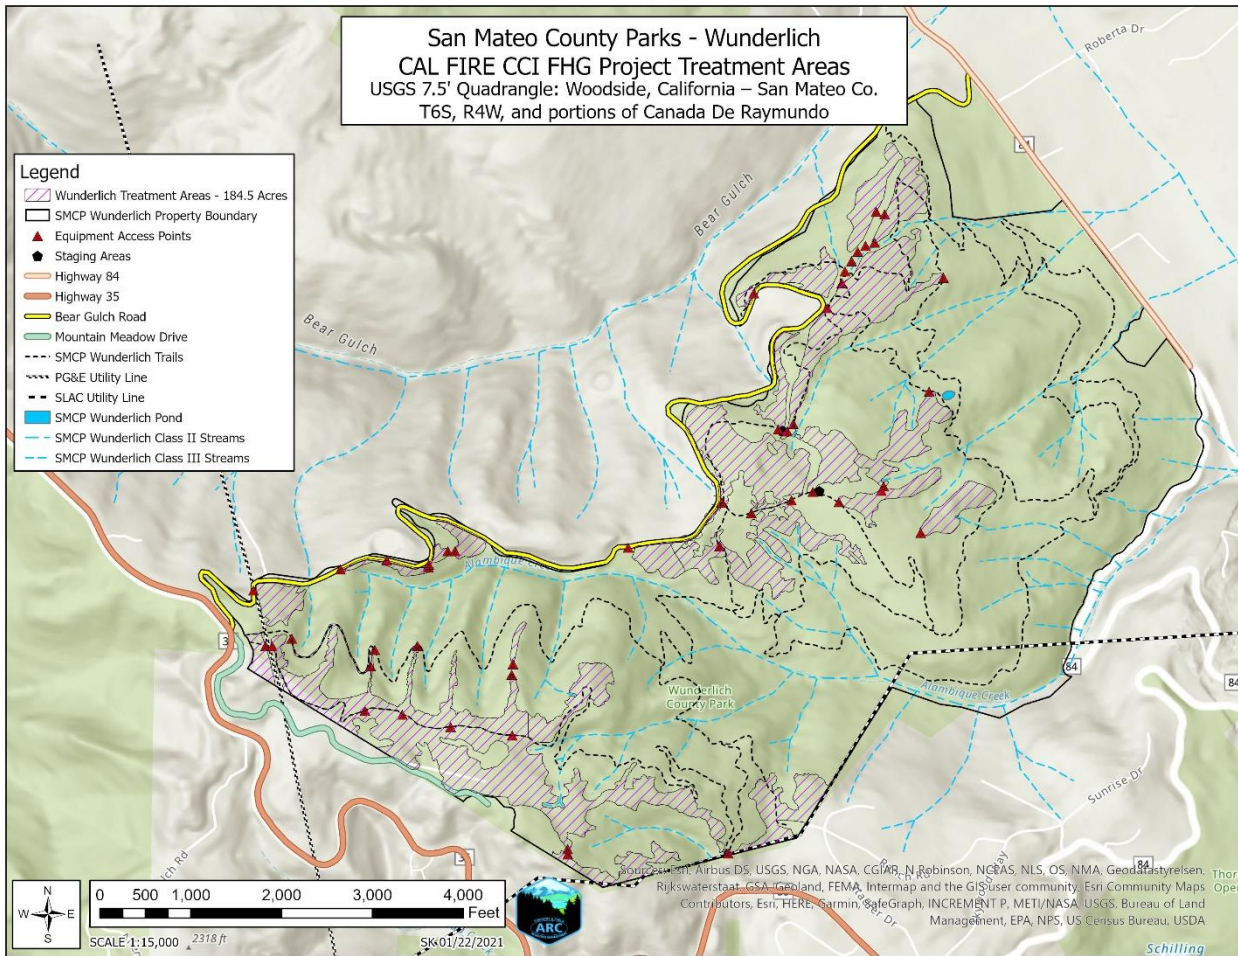 San Mateo County Parks - Wunderlich
CAL FIRE CCI FHG Project Treatment Areas
USGS 7.5' Quadrangle: Woodside, California – San Mateo Co.
T6S, R4W, and portions of Canada De Raymundo
Roberta Dr
84
Legend
Wunderlich Treatment Areas - 184.5 Acres
SMCP Wunderlich Property Boundary
Equipment Access Points
Staging Areas
Highway 84
Highway 35
Bear Gulch Road
Mountain Meadow Drive
SMCP Wunderlich Trails
PG&E Utility Line
SLAC Utility Line
SMCP Wunderlich Pond
SMCP Wunderlich Class II Streams
SMCP Wunderlich Class III Streams
Bear Gulch
Bear Gulch
Alambique Creek
3
84
84
Wunderlich
County Park
Alambique Creek
Sunrise Dr
84
3
lch Rd
Sources: Esri, Airbus DS, USGS, NGA, NASA, CGIAR, N Robinson, NCEAS, NLS, OS, NMA, Geodatastyrelsen,
Rijkswaterstaat, GSA, Geoland, FEMA, Intermap and the GIS user community, Esri Community Maps
Contributors, Esri, HERE, Garmin, SafeGraph, INCREMENT P, METI/NASA, USGS, Bureau of Land
Management, EPA, NPS, US Census Bureau, USDA
Thor
Ope
N
W E
S
0 500 1,000 2,000 3,000 4,000
Feet
SCALE 1:15,000
2318 ft
SK 01/22/2021
ARC
Schilling